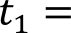 t₁ =